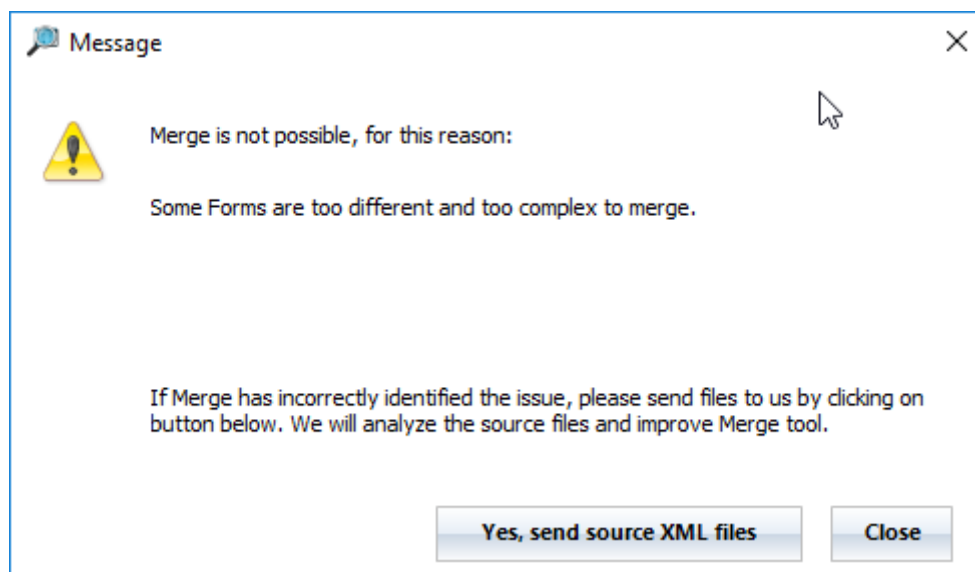 Message
Merge is not possible, for this reason:
Some Forms are too different and too complex to merge.
If Merge has incorrectly identified the issue, please send files to us by clicking on
button below. We will analyze the source files and improve Merge tool.
Yes, send source XML files
Close